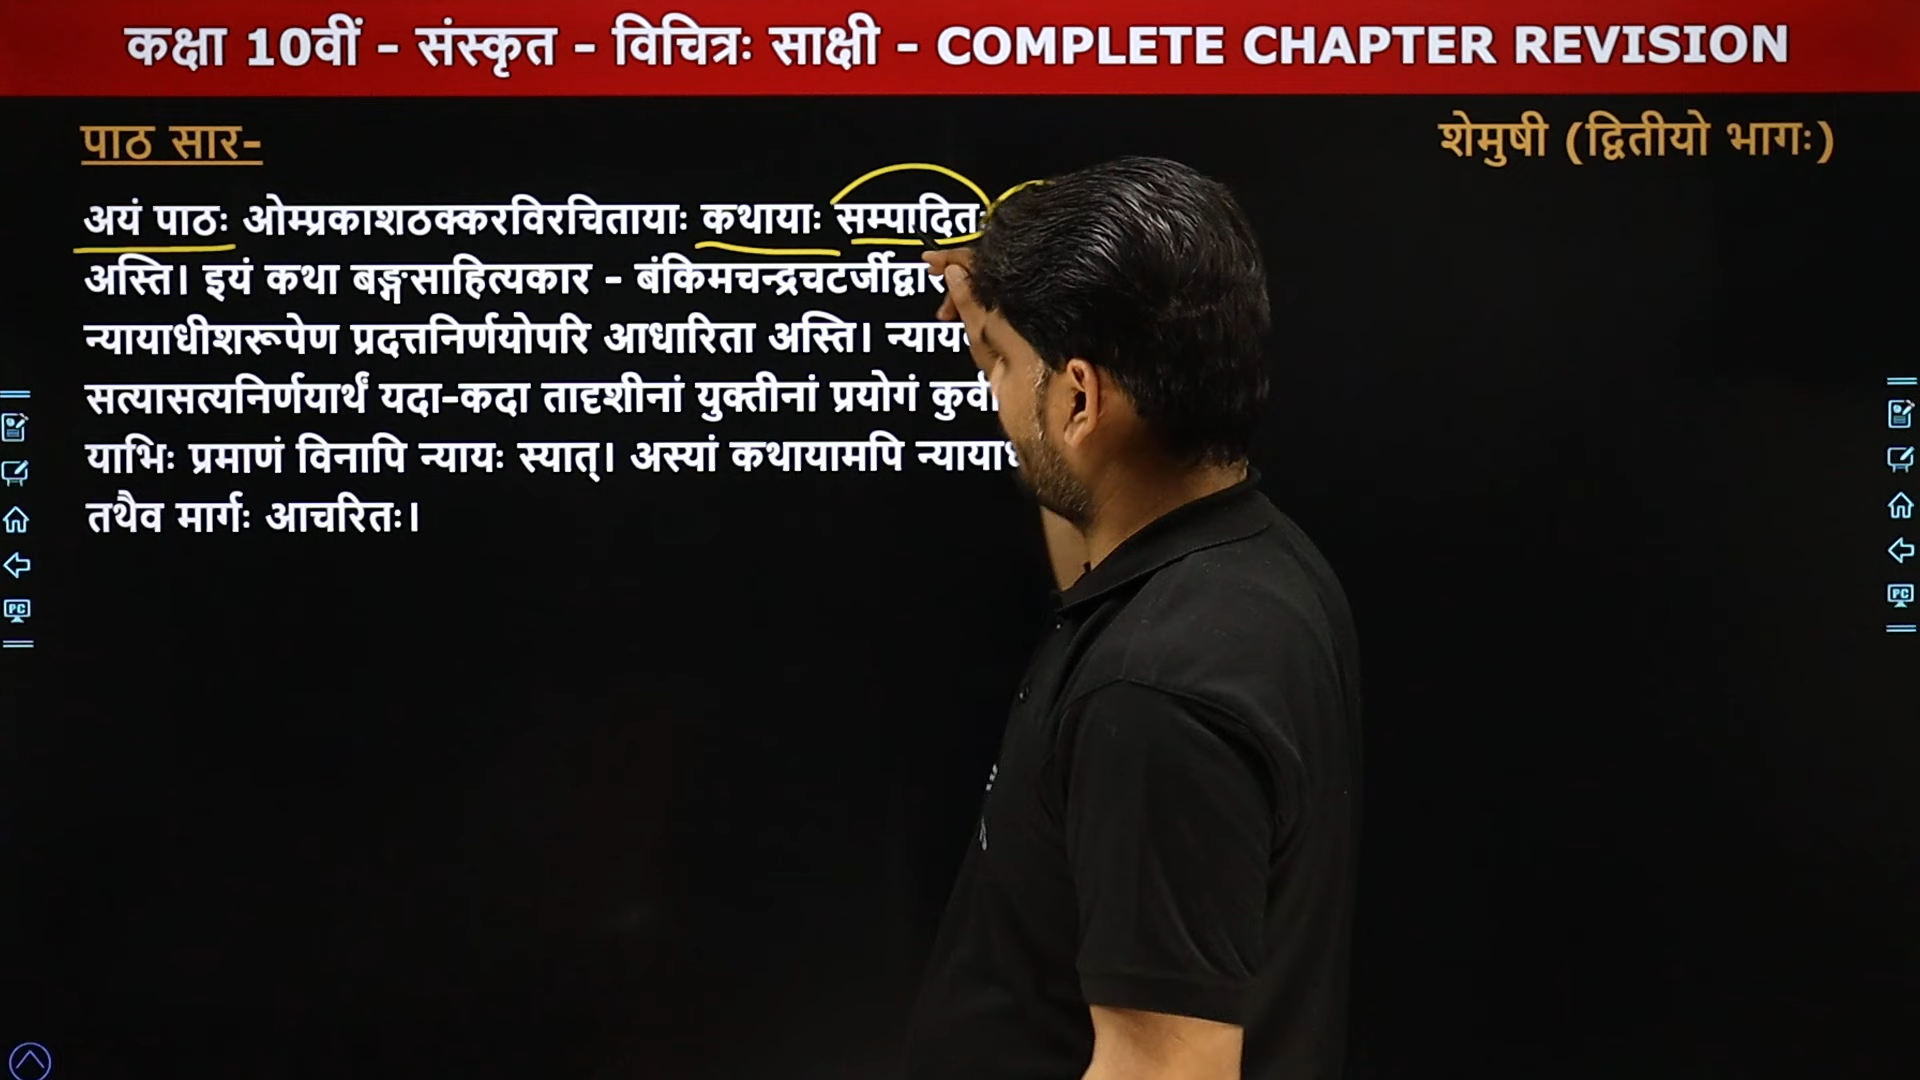 कक्षा 10वीं - संस्कृत - विचित्रः साक्षी - COMPLETE CHAPTER REVISION
पाठ सार-
शेमुषी (द्वितीयो भागः)
अयं पाठः ओम्प्रकाशठक्करविरचितायाः कथायाः सम्पादितः
अस्ति। इयं कथा बङ्गसाहित्यकार - बंकिमचन्द्रचटर्जीद्वार
न्यायाधीशरूपेण प्रदत्तनिर्णयोपरि आधारिता अस्ति।
सत्यासत्यनिर्णयार्थं यदा-कदा तादृशीनां युक्तीनां प्रयोगं
याभिः प्रमाणं विनापि न्यायः स्यात्। अस्यां कथायामपि
तथैव मार्गः आचरितः।
PC
PC